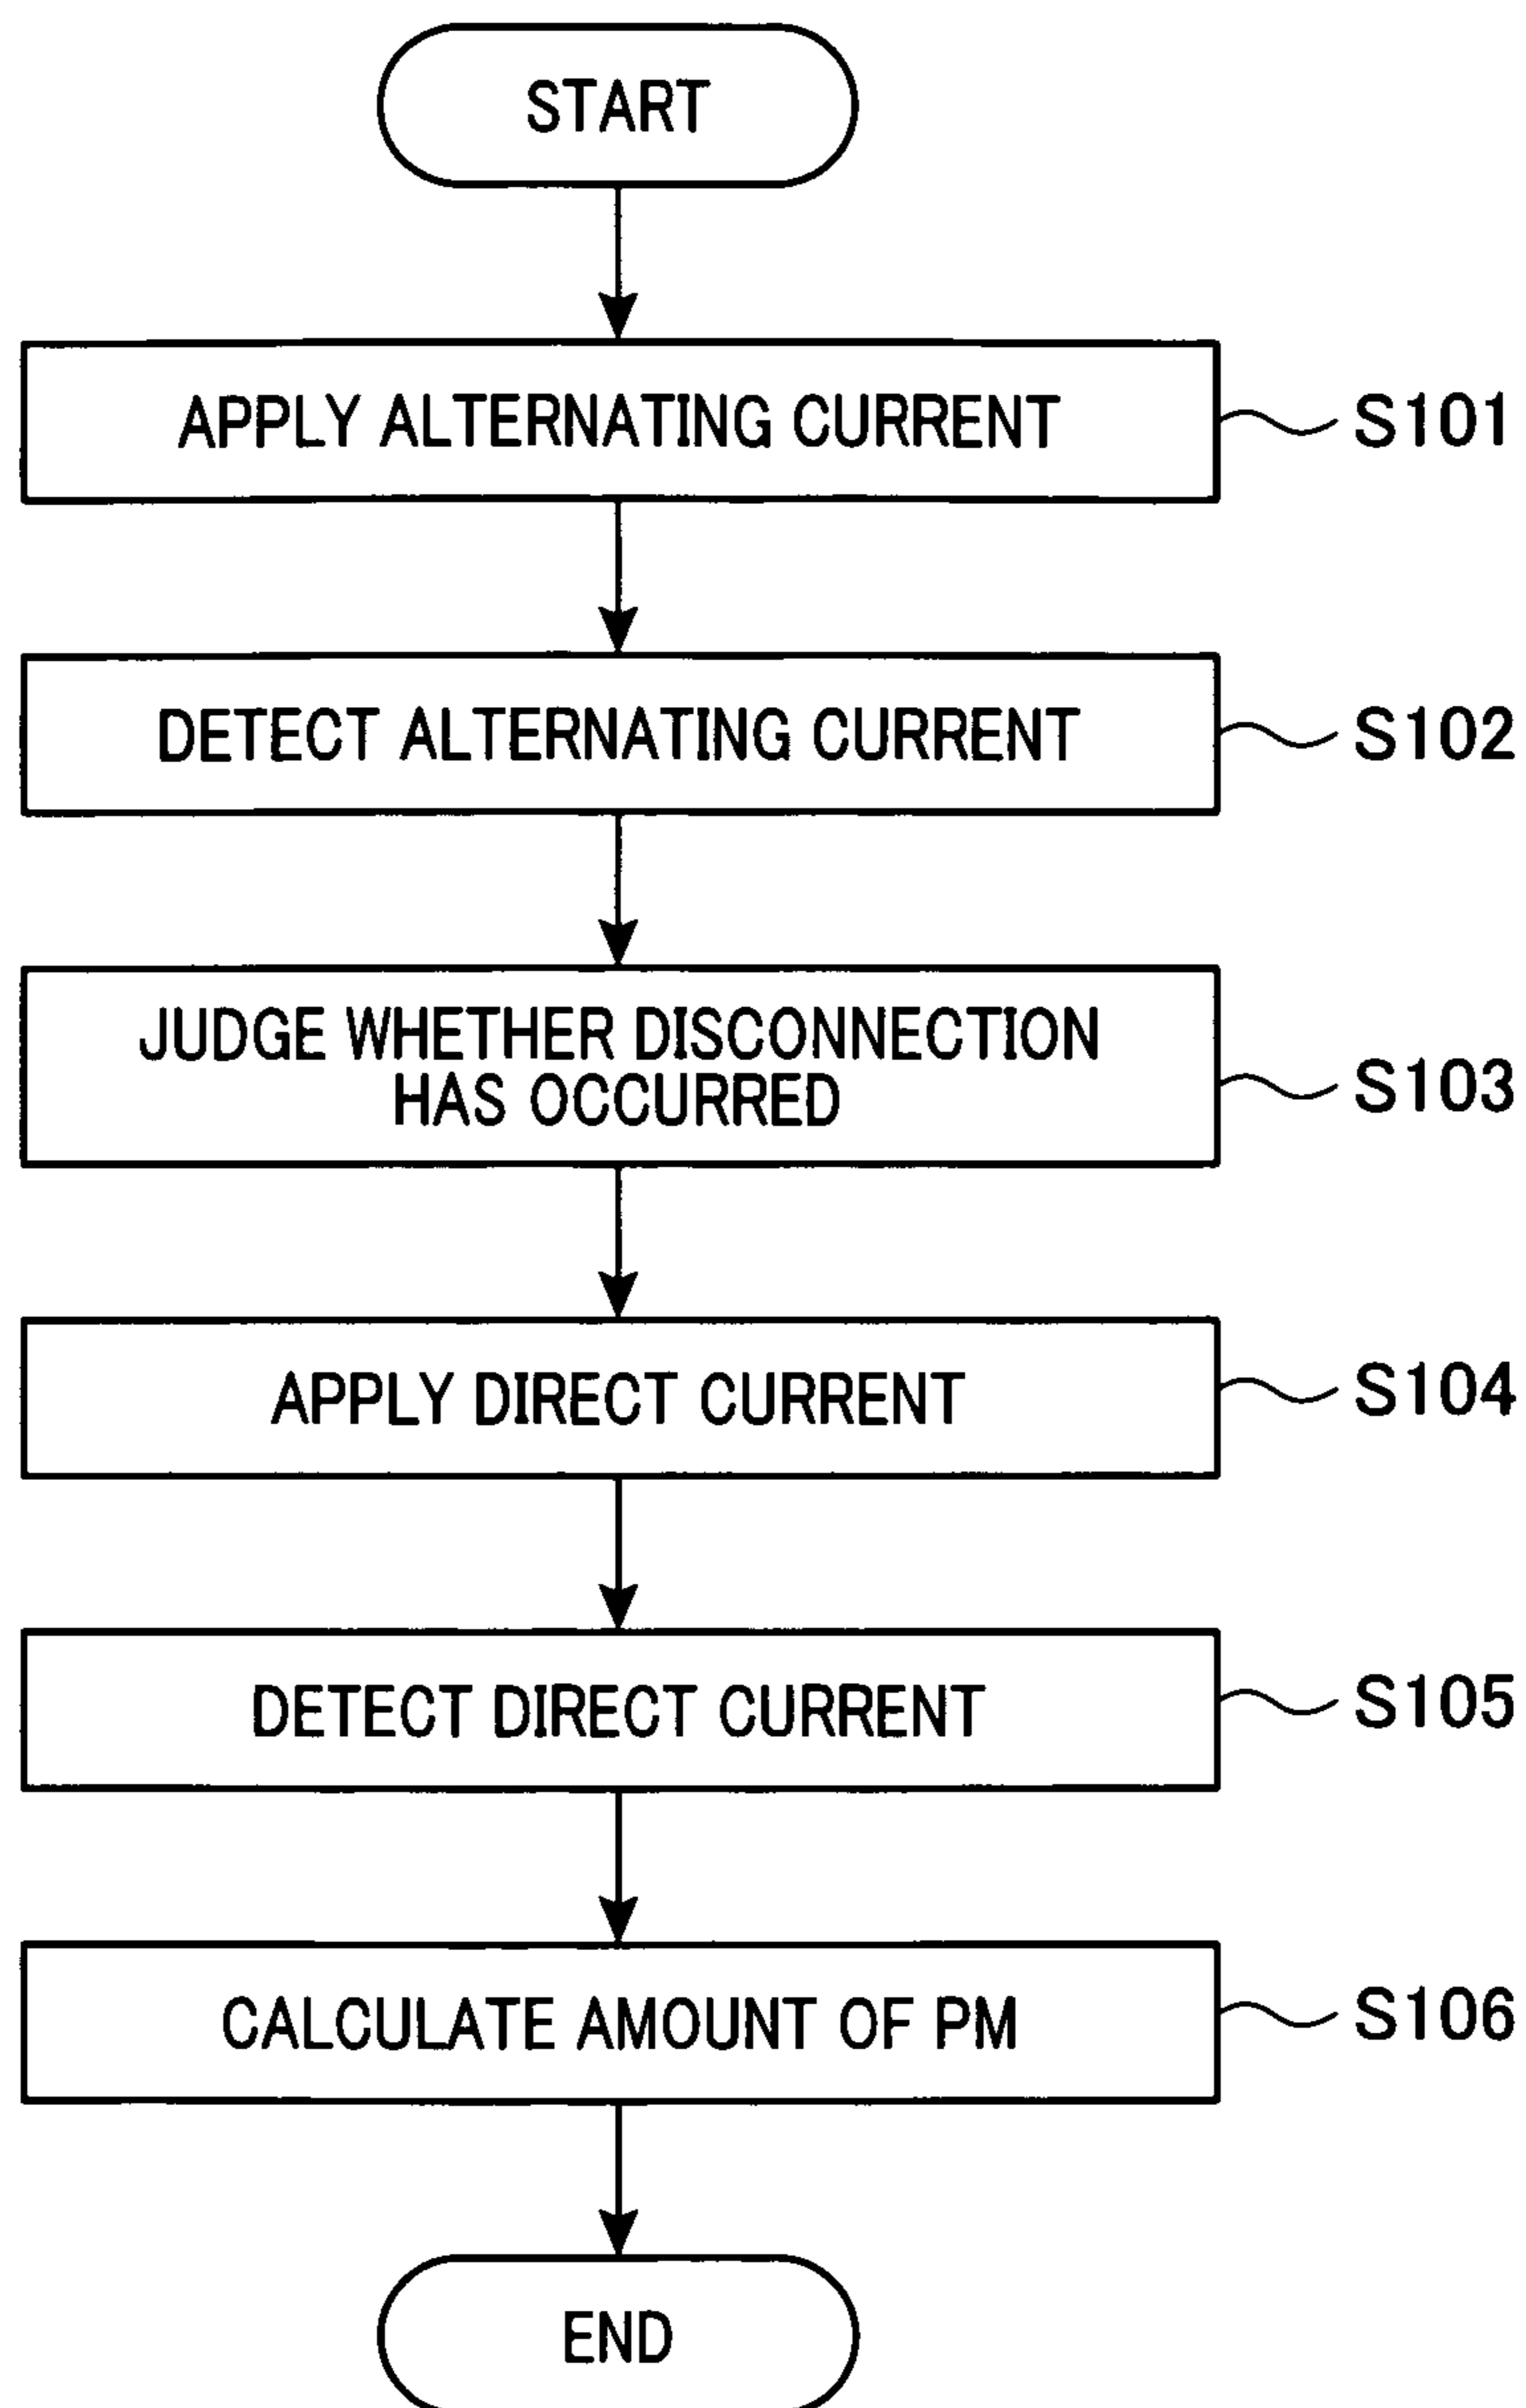 START
APPLY ALTERNATING CURRENT
S101
DETECT ALTERNATING CURRENT
S102
JUDGE WHETHER DISCONNECTION
HAS OCCURRED
S103
APPLY DIRECT CURRENT
S104
DETECT DIRECT CURRENT
S105
CALCULATE AMOUNT OF PM
S106
END